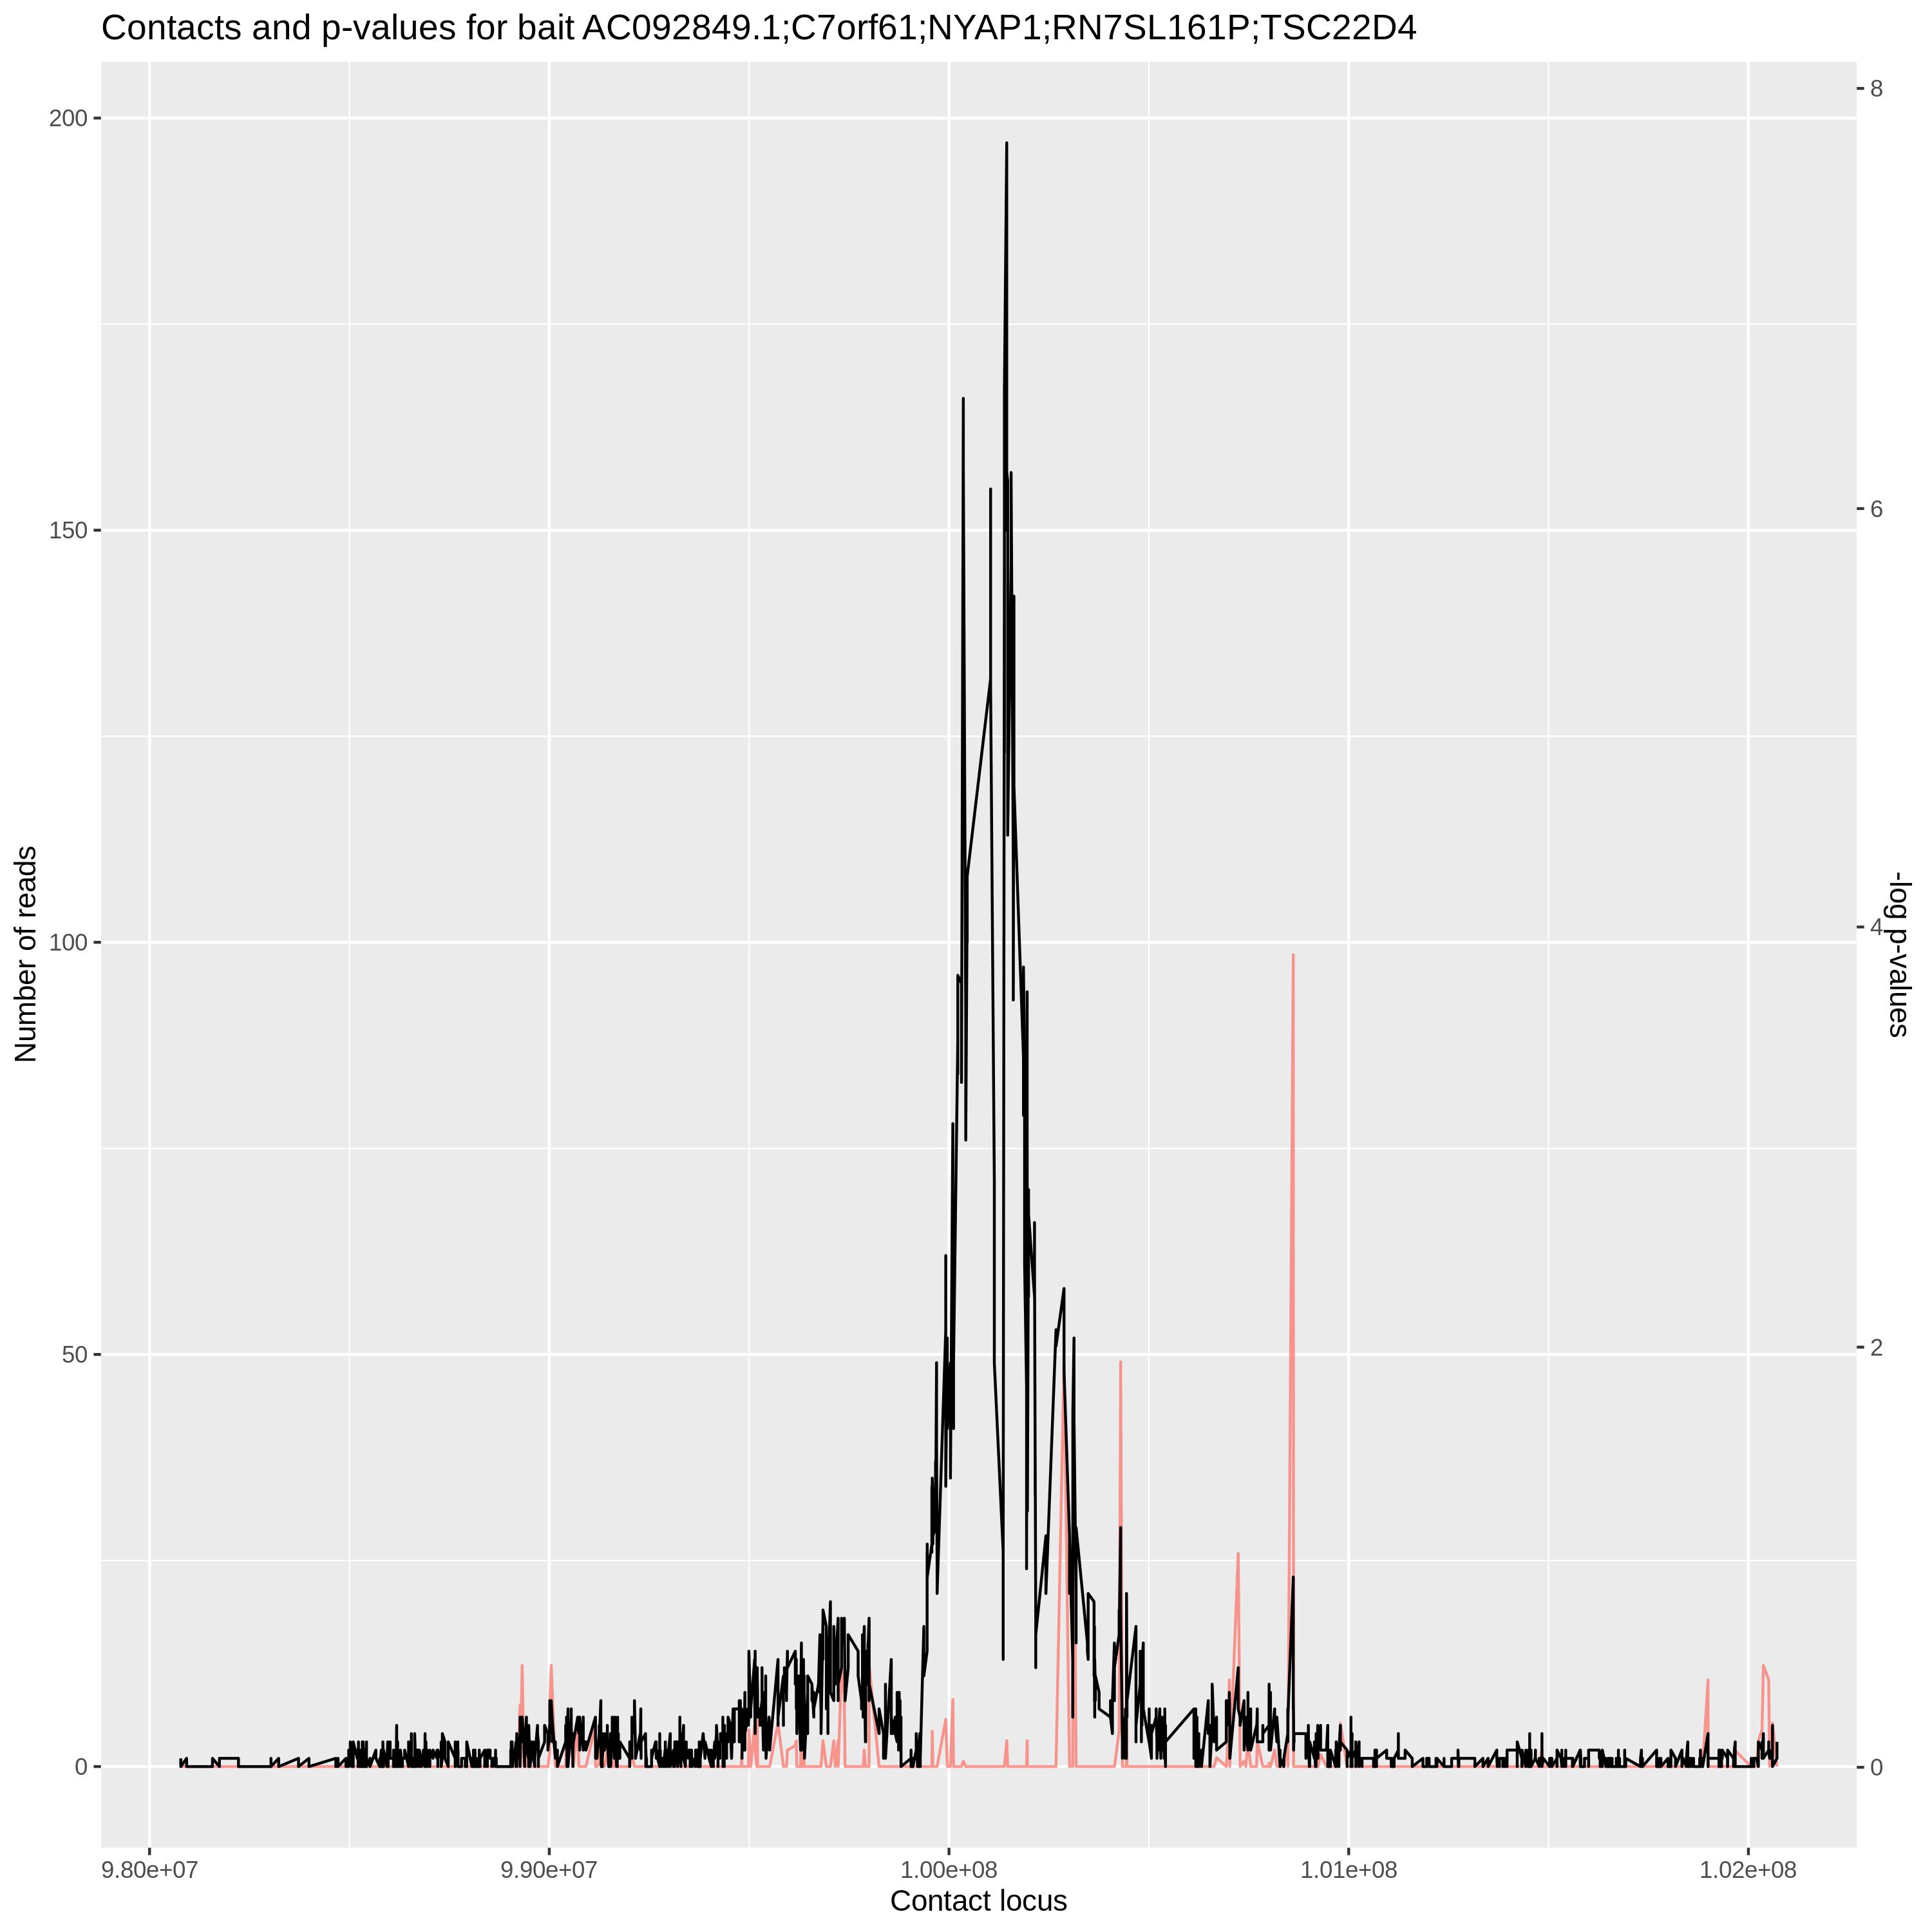 Contacts and p-values for bait AC092849.1;C7orf61;NYAP1;RN7SL161P;TSC22D4
200
150
100
50
0
Number of reads
8
6
4
2
0
-log p-values
9.80e+07
9.90e+07
1.00e+08
1.01e+08
1.02e+08
Contact locus